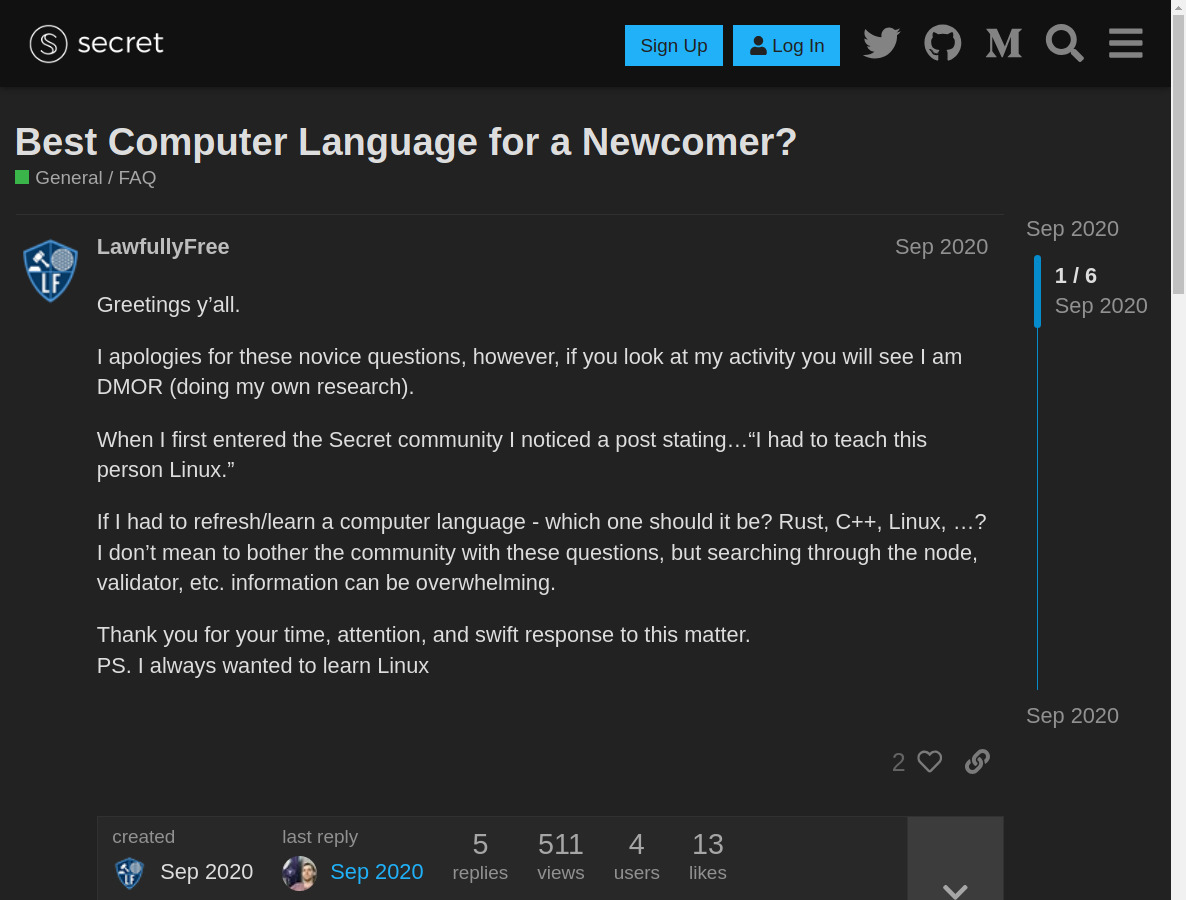 secret
Sign Up
Log In
Best Computer Language for a Newcomer?
General / FAQ
LawfullyFree
Sep 2020
Greetings y’all.
I apologies for these novice questions, however, if you look at my activity you will see I am
DMOR (doing my own research).
When I first entered the Secret community I noticed a post stating…“I had to teach this
person Linux.”
If I had to refresh/learn a computer language - which one should it be? Rust, C++, Linux, …?
I don’t mean to bother the community with these questions, but searching through the node,
validator, etc. information can be overwhelming.
Thank you for your time, attention, and swift response to this matter.
PS. I always wanted to learn Linux
2
Sep 2020
1 / 6
Sep 2020
Sep 2020
created
LF
Sep 2020
last reply
Sep 2020
5
replies
511
views
4
users
13
likes